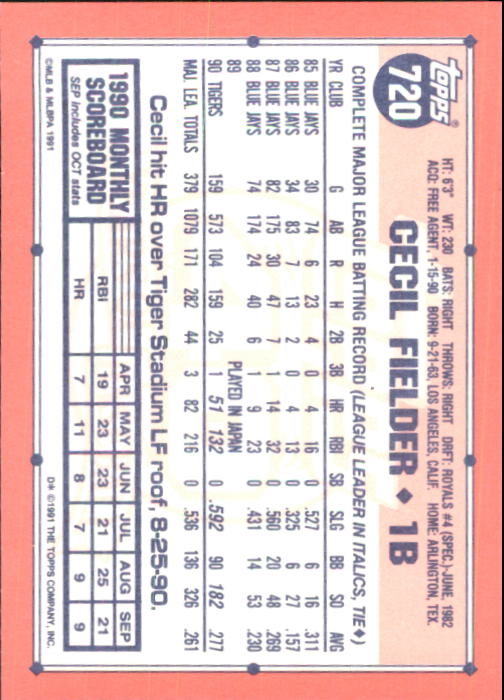 topps®
720
HT: 6'3" WT: 230 BATS: RIGHT THROWS: RIGHT DRFT: ROYALS #4 (SPEC.)-JUNE, 1982
ACQ: FREE AGENT, 1-15-90 BORN: 9-21-63, LOS ANGELES, CALIF. HOME: ARLINGTON, TEX.
CECIL FIELDER ◆ 1B
COMPLETE MAJOR LEAGUE BATTING RECORD (LEAGUE LEADER IN ITALICS, TIE◆)
YR CLUB G AB R H 2B 3B HR RBI SB SLG BB SO AVG
85 BLUE JAYS 30 74 6 23 4 0 4 16 0 .527 6 16 .311
86 BLUE JAYS 34 83 7 13 2 0 4 13 0 .325 6 27 .157
87 BLUE JAYS 82 175 30 47 7 1 14 32 0 .560 20 48 .269
88 BLUE JAYS 74 174 24 40 6 1 9 23 0 .431 14 53 .230
89 PLAYED IN JAPAN
90 TIGERS 159 573 104 159 25 1 51 132 0 .592 90 182 .277
MAJ. LEA. TOTALS 379 1079 171 282 44 3 82 216 0 .536 136 326 .261
Cecil hit HR over Tiger Stadium LF roof, 8-25-90.
1990 MONTHLY
SCOREBOARD
SEP includes OCT stats
APR MAY JUN JUL AUG SEP
RBI 19 23 23 21 25 21
HR 7 11 8 7 9 9
©MLB & MLBPA 1991
D* ©1991 THE TOPPS COMPANY, INC.